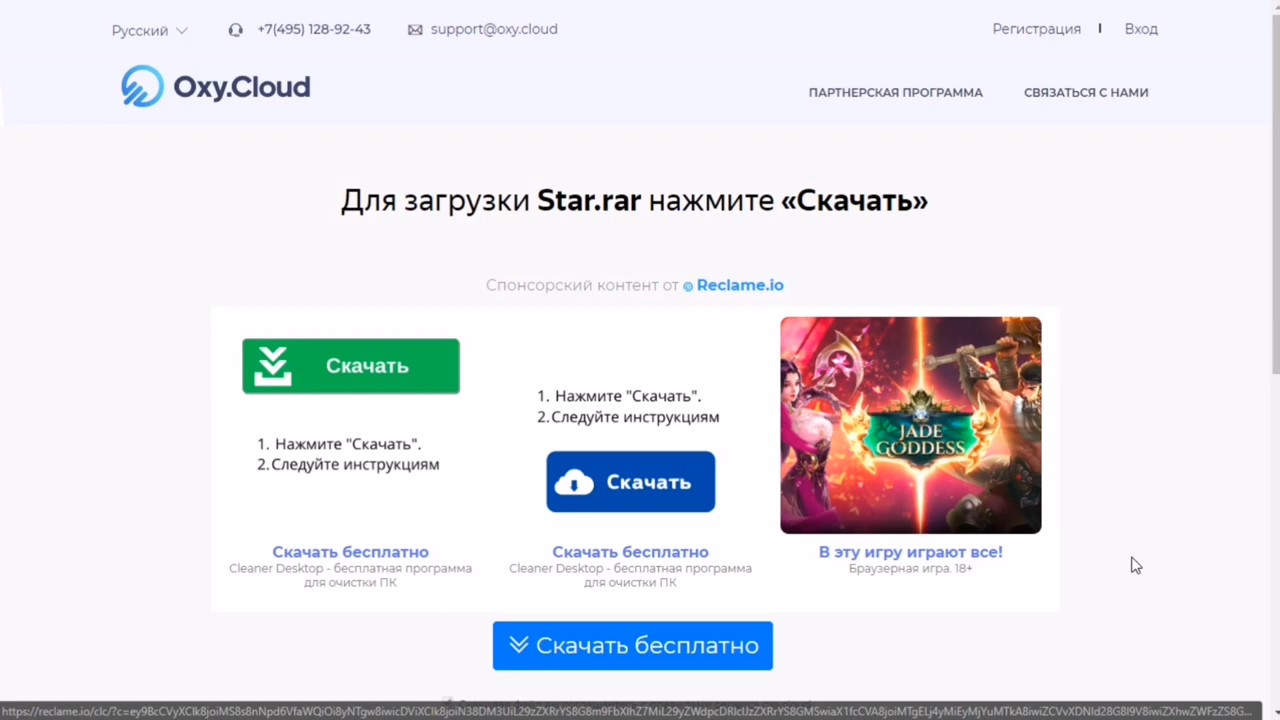 Русский
+7(495) 128-92-43
support@oxy.cloud
Регистрация | Вход
Oxy.Cloud
ПАРТНЕРСКАЯ ПРОГРАММА
СВЯЗАТЬСЯ С НАМИ
Для загрузки Star.rar нажмите «Скачать»
Спонсорский контент от Reclame.io
Скачать
1. Нажмите "Скачать".
2.Следуйте инструкциям
Скачать бесплатно
Cleaner Desktop - бесплатная программа
для очистки ПК
1. Нажмите "Скачать".
2.Следуйте инструкциям
Скачать
Скачать бесплатно
Cleaner Desktop - бесплатная программа
для очистки ПК
JADE
GODDESS
В эту игру играют все!
Браузерная игра. 18+
Скачать бесплатно